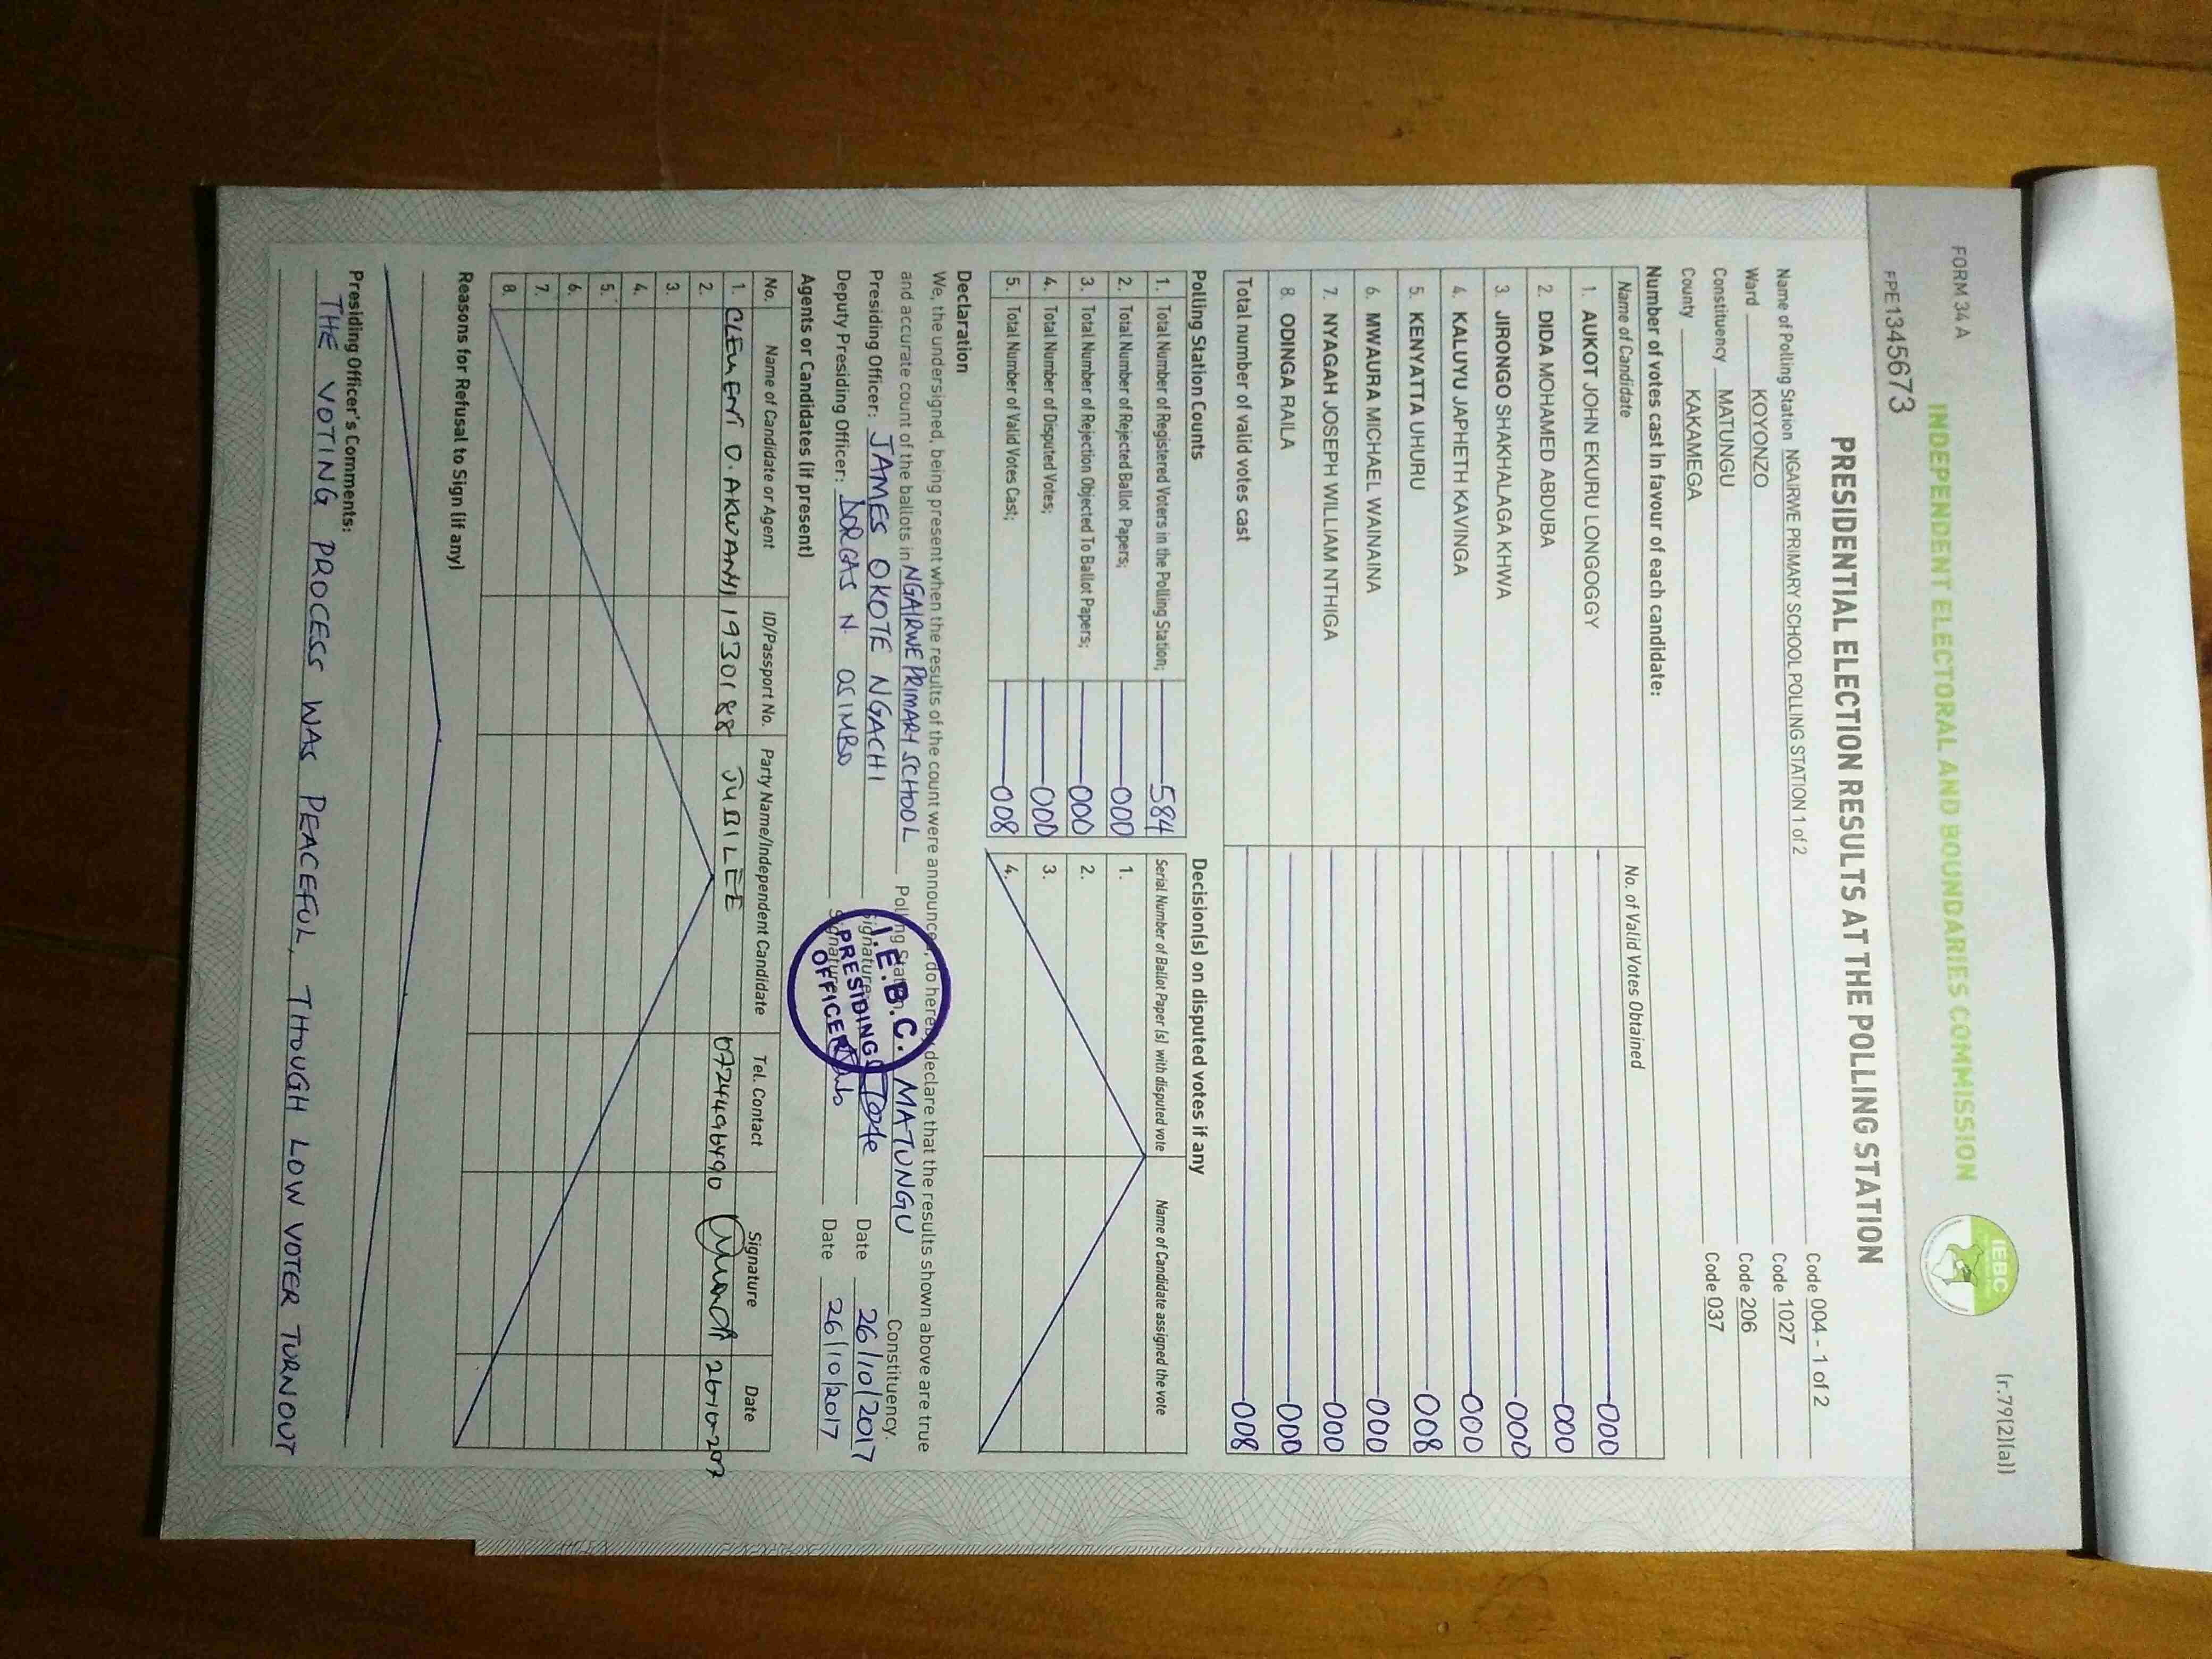 FORM 34 A
(r.79(2)(a))
INDEPENDENT ELECTORAL AND BOUNDARIES COMMISSION
IEBC
FPE1345673
PRESIDENTIAL ELECTION RESULTS AT THE POLLING STATION
Name of Polling Station NGAIRWE PRIMARY SCHOOL POLLING STATION 1 of 2 Code 004 - 1 of 2
Ward KOYONZO Code 1027
Constituency MATUNGU Code 206
County KAKAMEGA Code 037
Number of votes cast in favour of each candidate:
Name of Candidate No. of Valid Votes Obtained
1. AUKOT JOHN EKURU LONGOGGY 000
2. DIDA MOHAMED ABDUBA 000
3. JIRONGO SHAKHALAGA KHWA 000
4. KALUYU JAPHETH KAVINGA 000
5. KENYATTA UHURU 008
6. MWAURA MICHAEL WAINAINA 000
7. NYAGAH JOSEPH WILLIAM NTHIGA 000
8. ODINGA RAILA 000
Total number of valid votes cast 008
Polling Station Counts
1. Total Number of Registered Voters in the Polling Station; 584
2. Total Number of Rejected Ballot Papers; 000
3. Total Number of Rejection Objected To Ballot Papers; 000
4. Total Number of Disputed Votes; 000
5. Total Number of Valid Votes Cast; 008
Decision(s) on disputed votes if any
Serial Number of Ballot Paper (s) with disputed vote Name of Candidate assigned the vote
1.
2.
3.
4.
Declaration
We, the undersigned, being present when the results of the count were announced, do hereby declare that the results shown above are true
and accurate count of the ballots in NGAIRWE PRIMARY SCHOOL Polling Station MATUNGU Constituency.
Presiding Officer: JAMES OKOTE NGACHI Signature Date 26/10/2017
Deputy Presiding Officer: DORCAS N. OSIMBO Signature Date 26/10/2017
I.E.B.C.
PRESIDING
OFFICER
Agents or Candidates (if present)
No. Name of Candidate or Agent ID/Passport No. Party Name/Independent Candidate Tel. Contact Signature Date
1. CLEMENT O. AKWANYI 1930188 JUBILEE 0724496490 26-10-2017
2.
3.
4.
5.
6.
7.
8.
Reasons for Refusal to Sign (if any)
Presiding Officer's Comments:
THE VOTING PROCESS WAS PEACEFUL, THOUGH LOW VOTER TURNOUT